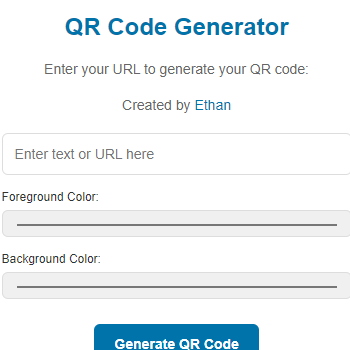 QR Code Generator
Enter your URL to generate your QR code:
Created by Ethan
Enter text or URL here
Foreground Color:
Background Color:
Generate QR Code